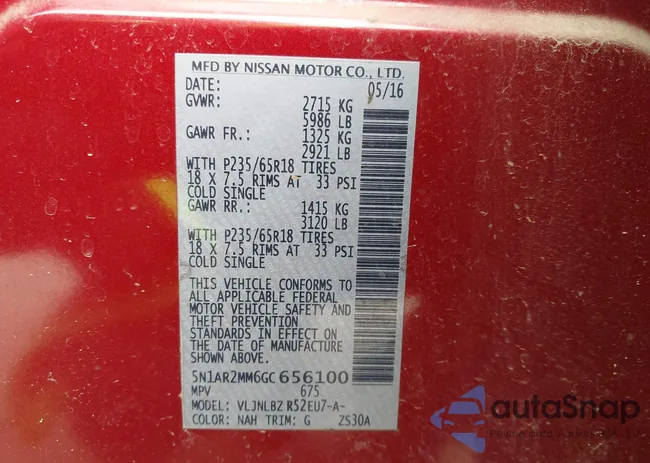 MFD BY NISSAN MOTOR CO., LTD.
DATE: 05/16
GVWR: 2715 KG
5986 LB
GAWR FR.: 1325 KG
2921 LB
WITH P235/65R18 TIRES
18 X 7.5 RIMS AT 33 PSI
COLD SINGLE
GAWR RR.: 1415 KG
3120 LB
WITH P235/65R18 TIRES
18 X 7.5 RIMS AT 33 PSI
COLD SINGLE
THIS VEHICLE CONFORMS TO
ALL APPLICABLE FEDERAL
MOTOR VEHICLE SAFETY AND
THEFT PREVENTION
STANDARDS IN EFFECT ON
THE DATE OF MANUFACTURE
SHOWN ABOVE.
5N1AR2MM6GC656100
MPV 675
MODEL: VLJNLBZ R52EU7-A-
COLOR: NAH TRIM: G ZS30A
autoSnap